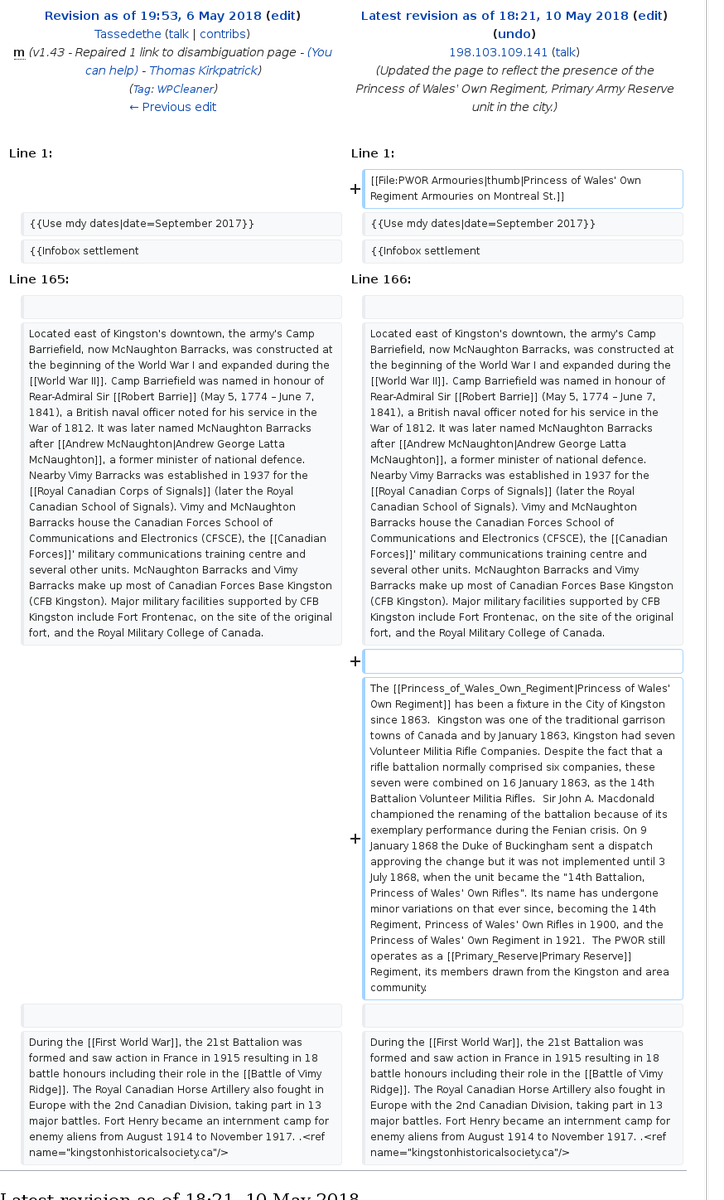 Revision as of 19:53, 6 May 2018 (edit)
Tassedethe (talk | contribs)
m (v1.43 - Repaired 1 link to disambiguation page - (You
can help) - Thomas Kirkpatrick)
(Tag: WPCleaner)
← Previous edit
Latest revision as of 18:21, 10 May 2018 (edit)
(undo)
198.103.109.141 (talk)
(Updated the page to reflect the presence of the
Princess of Wales' Own Regiment, Primary Army Reserve
unit in the city.)
Line 1:
Line 1:
+
[[File:PWOR Armouries|thumb|Princess of Wales' Own
Regiment Armouries on Montreal St.]]
{{Use mdy dates|date=September 2017}}
{{Use mdy dates|date=September 2017}}
{{Infobox settlement
{{Infobox settlement
Line 165:
Line 166:
Located east of Kingston's downtown, the army's Camp
Barriefield, now McNaughton Barracks, was constructed at
the beginning of the World War I and expanded during the
[[World War II]]. Camp Barriefield was named in honour of
Rear-Admiral Sir [[Robert Barrie]] (May 5, 1774 – June 7,
1841), a British naval officer noted for his service in the
War of 1812. It was later named McNaughton Barracks
after [[Andrew McNaughton|Andrew George Latta
McNaughton]], a former minister of national defence.
Nearby Vimy Barracks was established in 1937 for the
[[Royal Canadian Corps of Signals]] (later the Royal
Canadian School of Signals). Vimy and McNaughton
Barracks house the Canadian Forces School of
Communications and Electronics (CFSCE), the [[Canadian
Forces]]' military communications training centre and
several other units. McNaughton Barracks and Vimy
Barracks make up most of Canadian Forces Base Kingston
(CFB Kingston). Major military facilities supported by CFB
Kingston include Fort Frontenac, on the site of the original
fort, and the Royal Military College of Canada.
Located east of Kingston's downtown, the army's Camp
Barriefield, now McNaughton Barracks, was constructed at
the beginning of the World War I and expanded during the
[[World War II]]. Camp Barriefield was named in honour of
Rear-Admiral Sir [[Robert Barrie]] (May 5, 1774 – June 7,
1841), a British naval officer noted for his service in the
War of 1812. It was later named McNaughton Barracks
after [[Andrew McNaughton|Andrew George Latta
McNaughton]], a former minister of national defence.
Nearby Vimy Barracks was established in 1937 for the
[[Royal Canadian Corps of Signals]] (later the Royal
Canadian School of Signals). Vimy and McNaughton
Barracks house the Canadian Forces School of
Communications and Electronics (CFSCE), the [[Canadian
Forces]]' military communications training centre and
several other units. McNaughton Barracks and Vimy
Barracks make up most of Canadian Forces Base Kingston
(CFB Kingston). Major military facilities supported by CFB
Kingston include Fort Frontenac, on the site of the original
fort, and the Royal Military College of Canada.
+
+
The [[Princess_of_Wales_Own_Regiment|Princess of Wales'
Own Regiment]] has been a fixture in the City of Kingston
since 1863.  Kingston was one of the traditional garrison
towns of Canada and by January 1863, Kingston had seven
Volunteer Militia Rifle Companies. Despite the fact that a
rifle battalion normally comprised six companies, these
seven were combined on 16 January 1863, as the 14th
Battalion Volunteer Militia Rifles.  Sir John A. Macdonald
championed the renaming of the battalion because of its
exemplary performance during the Fenian crisis. On 9
January 1868 the Duke of Buckingham sent a dispatch
approving the change but it was not implemented until 3
July 1868, when the unit became the "14th Battalion,
Princess of Wales' Own Rifles". Its name has undergone
minor variations on that ever since, becoming the 14th
Regiment, Princess of Wales' Own Rifles in 1900, and the
Princess of Wales' Own Regiment in 1921.  The PWOR still
operates as a [[Primary_Reserve|Primary Reserve]]
Regiment, its members drawn from the Kingston and area
community.
During the [[First World War]], the 21st Battalion was
formed and saw action in France in 1915 resulting in 18
battle honours including their role in the [[Battle of Vimy
Ridge]]. The Royal Canadian Horse Artillery also fought in
Europe with the 2nd Canadian Division, taking part in 13
major battles. Fort Henry became an internment camp for
enemy aliens from August 1914 to November 1917. .<ref
name="kingstonhistoricalsociety.ca"/>
During the [[First World War]], the 21st Battalion was
formed and saw action in France in 1915 resulting in 18
battle honours including their role in the [[Battle of Vimy
Ridge]]. The Royal Canadian Horse Artillery also fought in
Europe with the 2nd Canadian Division, taking part in 13
major battles. Fort Henry became an internment camp for
enemy aliens from August 1914 to November 1917. .<ref
name="kingstonhistoricalsociety.ca"/>
Latest revision as of 18:21, 10 May 2018